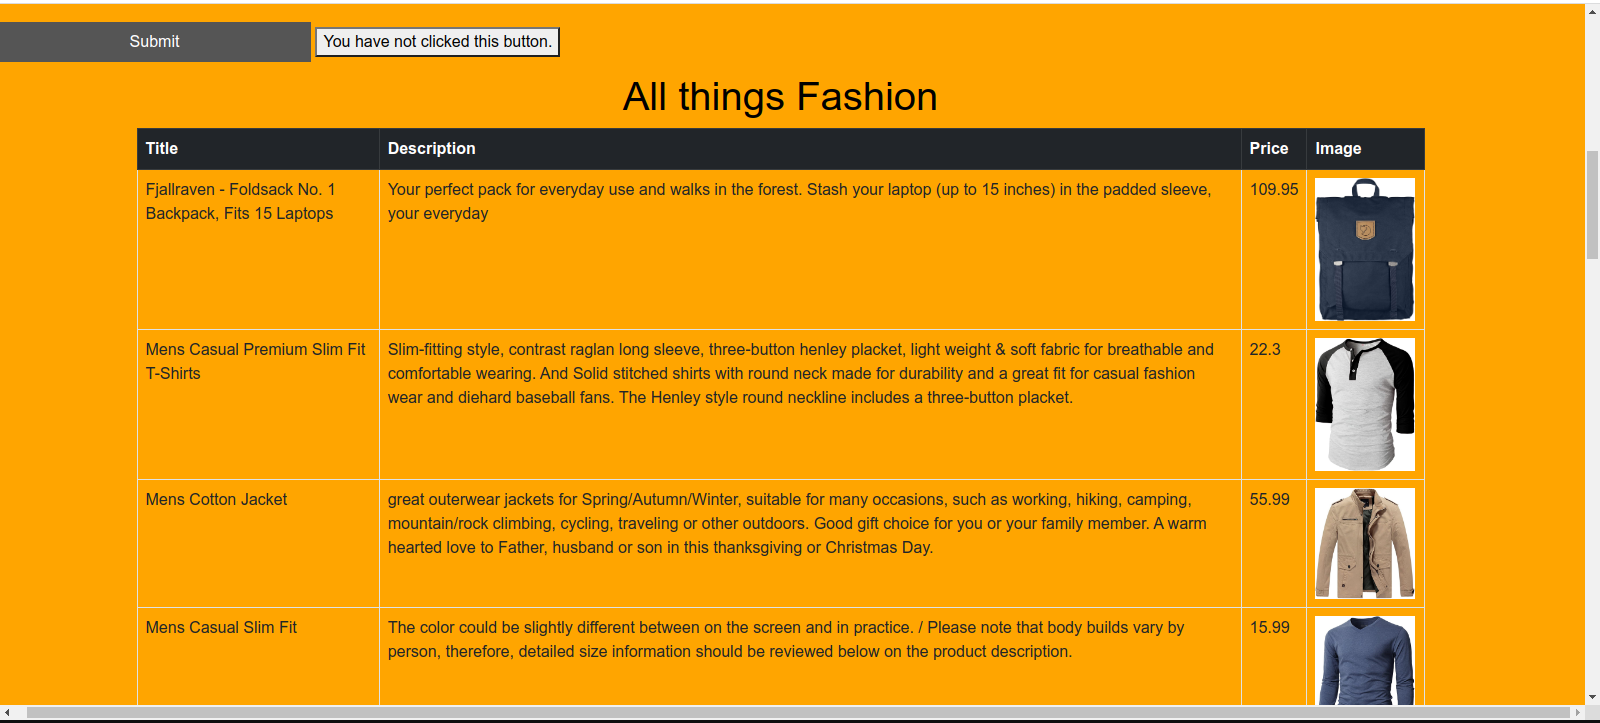 Submit
You have not clicked this button.
All things Fashion
Title
Description
Price
Image
Fjallraven - Foldsack No. 1
Backpack, Fits 15 Laptops
Your perfect pack for everyday use and walks in the forest. Stash your laptop (up to 15 inches) in the padded sleeve,
your everyday
109.95
Mens Casual Premium Slim Fit
T-Shirts
Slim-fitting style, contrast raglan long sleeve, three-button henley placket, light weight & soft fabric for breathable and
comfortable wearing. And Solid stitched shirts with round neck made for durability and a great fit for casual fashion
wear and diehard baseball fans. The Henley style round neckline includes a three-button placket.
22.3
Mens Cotton Jacket
great outerwear jackets for Spring/Autumn/Winter, suitable for many occasions, such as working, hiking, camping,
mountain/rock climbing, cycling, traveling or other outdoors. Good gift choice for you or your family member. A warm
hearted love to Father, husband or son in this thanksgiving or Christmas Day.
55.99
Mens Casual Slim Fit
The color could be slightly different between on the screen and in practice. / Please note that body builds vary by
person, therefore, detailed size information should be reviewed below on the product description.
15.99